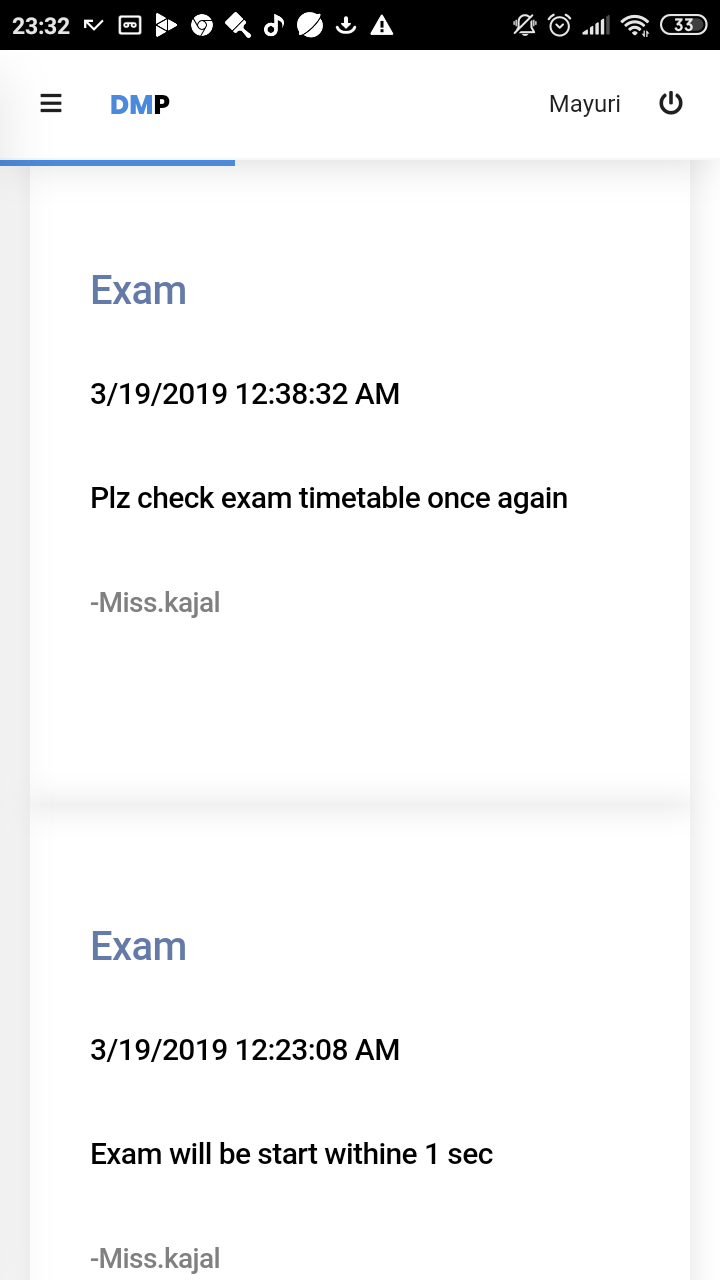 23:32
33
DMP
Mayuri
Exam
3/19/2019 12:38:32 AM
Plz check exam timetable once again
-Miss.kajal
Exam
3/19/2019 12:23:08 AM
Exam will be start withine 1 sec
-Miss.kajal